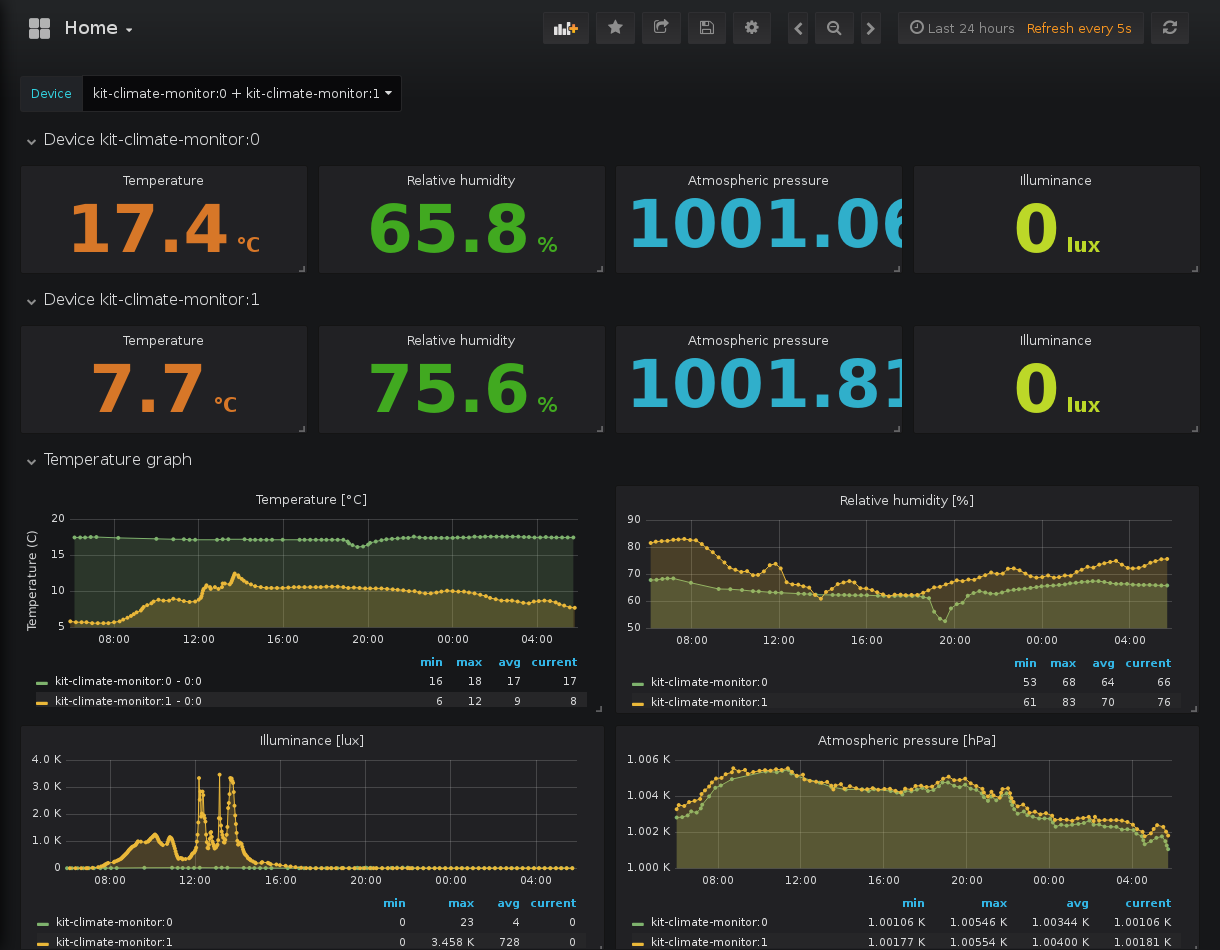 Home
Last 24 hours Refresh every 5s
Device kit-climate-monitor:0 + kit-climate-monitor:1
Device kit-climate-monitor:0
Temperature Relative humidity Atmospheric pressure Illuminance
17.4 °C 65.8 % 1001.06 0 lux
Device kit-climate-monitor:1
Temperature Relative humidity Atmospheric pressure Illuminance
7.7 °C 75.6 % 1001.81 0 lux
Temperature graph
Temperature [°C]
Temperature (C)
20
15
10
5
08:00 12:00 16:00 20:00 00:00 04:00
min max avg current
kit-climate-monitor:0 - 0:0 16 18 17 17
kit-climate-monitor:1 - 0:0 6 12 9 8
Relative humidity [%]
90
80
70
60
50
08:00 12:00 16:00 20:00 00:00 04:00
min max avg current
kit-climate-monitor:0 53 68 64 66
kit-climate-monitor:1 61 83 70 76
Illuminance [lux]
4.0 K
3.0 K
2.0 K
1.0 K
0
08:00 12:00 16:00 20:00 00:00 04:00
min max avg current
kit-climate-monitor:0 0 23 4 0
kit-climate-monitor:1 0 3.458 K 728 0
Atmospheric pressure [hPa]
1.006 K
1.004 K
1.002 K
1.000 K
08:00 12:00 16:00 20:00 00:00 04:00
min max avg current
kit-climate-monitor:0 1.00106 K 1.00546 K 1.00344 K 1.00106 K
kit-climate-monitor:1 1.00177 K 1.00554 K 1.00400 K 1.00181 K